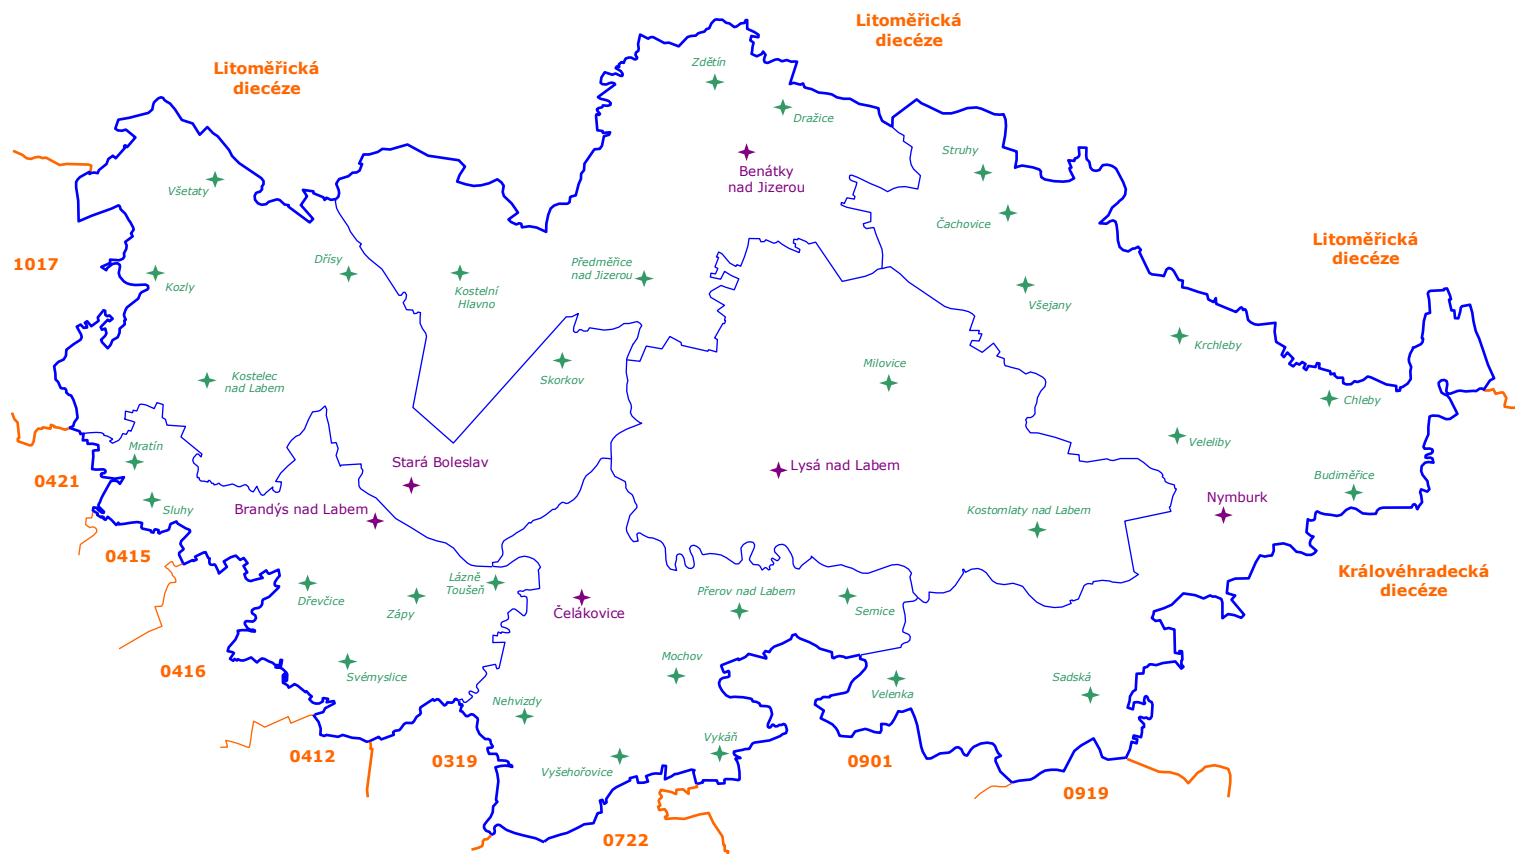 Litoměřická
diecéze
Litoměřická
diecéze
Zdětín
Dražice
Struhy
Benátky
nad Jizerou
Všetaty
Čachovice
Litoměřická
diecéze
1017
Dřísy
Předměřice
nad Jizerou
Kozly
Kostelní
Hlavno
Všejany
Krchleby
Milovice
Skorkov
Kostelec
nad Labem
Chleby
Mratín
Veleliby
Stará Boleslav
Lysá nad Labem
0421
Budiměřice
Nymburk
Sluhy
Brandýs nad Labem
Kostomlaty nad Labem
0415
Královéhradecká
diecéze
Lázně
Toušeň
Dřevčice
Zápy
Čelákovice
Přerov nad Labem
Semice
0416
Mochov
Svémyslice
Velenka
Sadská
Nehvizdy
Vykáň
0412
0319
Vyšehořovice
0901
0919
0722